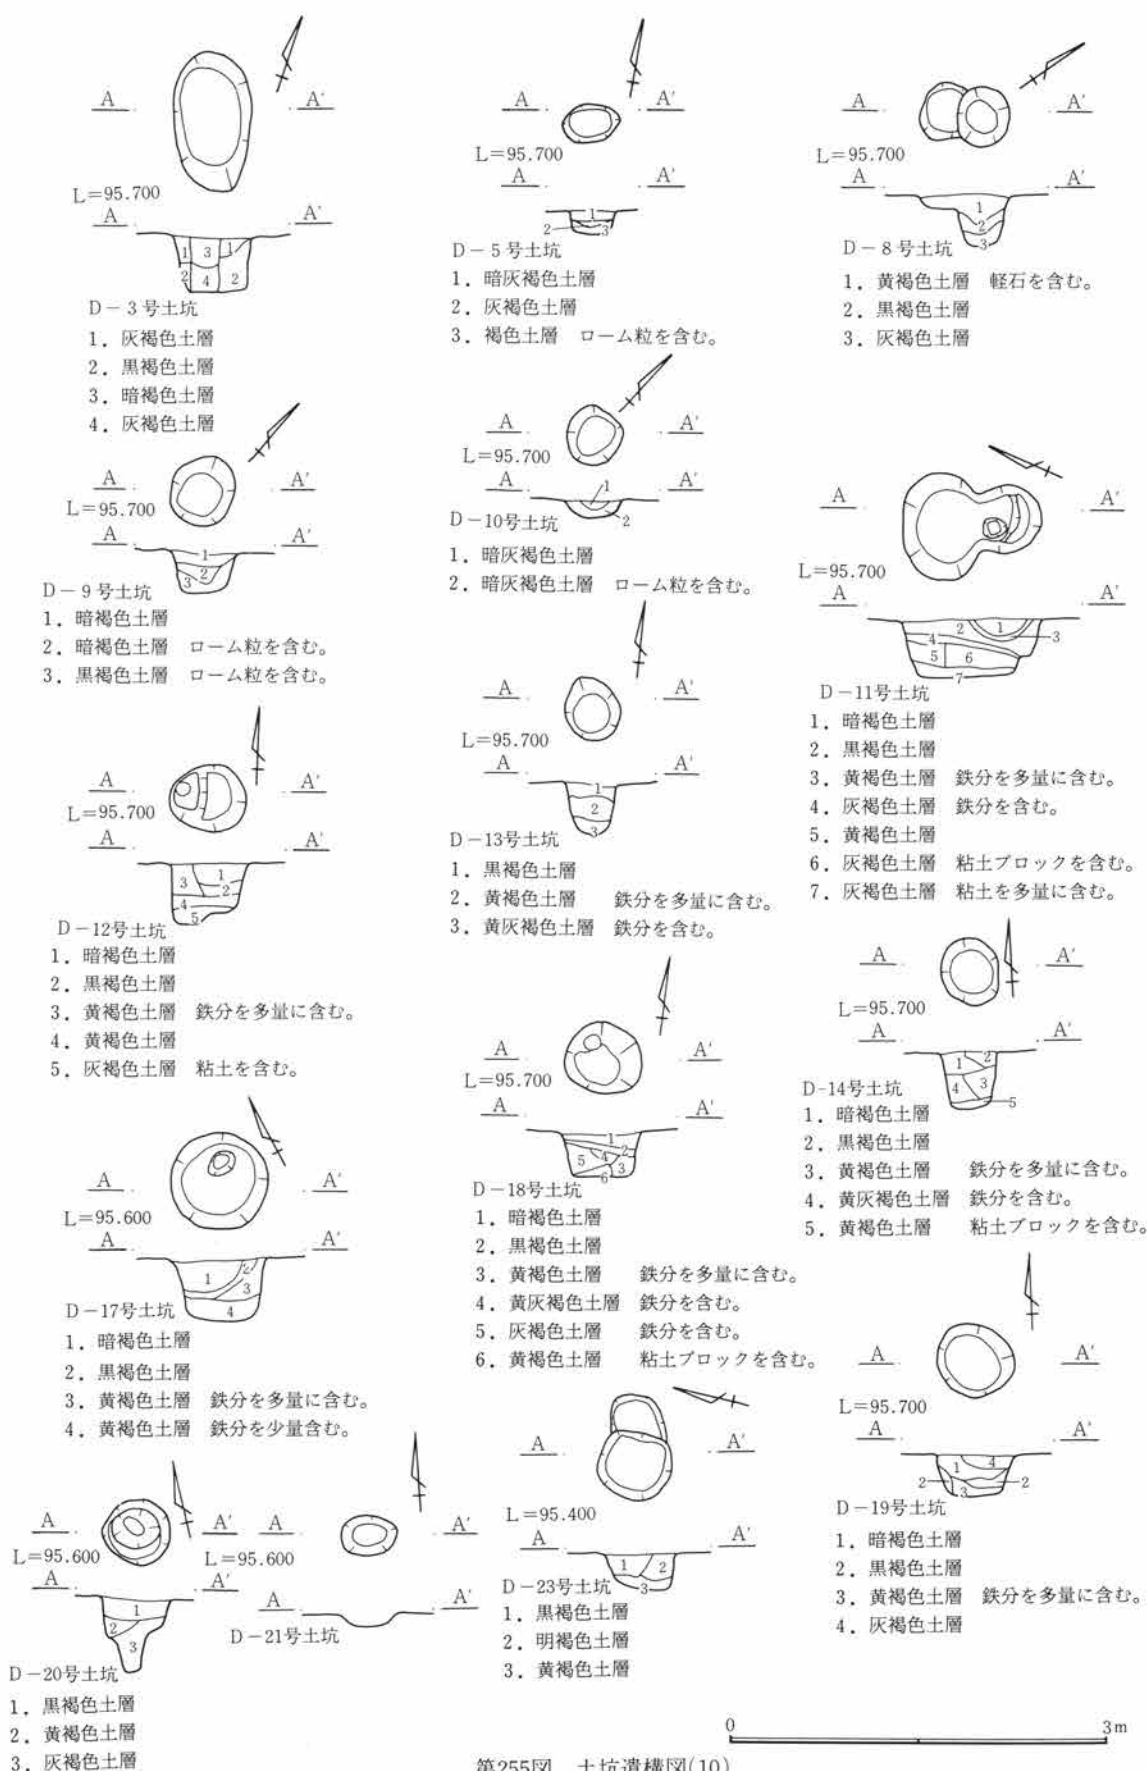 A A′
L=95.700
A A′
1 3 1
2 4 2
D-3号土坑
1．灰褐色土層
2．黒褐色土層
3．暗褐色土層
4．灰褐色土層
A A′
L=95.700
A A′
1
2 3
D-5号土坑
1．暗灰褐色土層
2．灰褐色土層
3．褐色土層 ローム粒を含む。
A A′
L=95.700
A A′
1
2
3
D-8号土坑
1．黄褐色土層 軽石を含む。
2．黒褐色土層
3．灰褐色土層
A A′
L=95.700
A A′
1
2
3
D-9号土坑
1．暗褐色土層
2．暗褐色土層 ローム粒を含む。
3．黒褐色土層 ローム粒を含む。
A A′
L=95.700
A A′
1
2
D-10号土坑
1．暗灰褐色土層
2．暗灰褐色土層 ローム粒を含む。
A A′
L=95.700
A A′
2 1
4 3
5 6
7
D-11号土坑
1．暗褐色土層
2．黒褐色土層
3．黄褐色土層 鉄分を多量に含む。
4．灰褐色土層 鉄分を含む。
5．黄褐色土層
6．灰褐色土層 粘土ブロックを含む。
7．灰褐色土層 粘土を多量に含む。
A A′
L=95.700
A A′
3 1
2
4
5
D-12号土坑
1．暗褐色土層
2．黒褐色土層
3．黄褐色土層 鉄分を多量に含む。
4．黄褐色土層
5．灰褐色土層 粘土を含む。
A A′
L=95.700
A A′
1
2
3
D-13号土坑
1．黒褐色土層
2．黄褐色土層 鉄分を多量に含む。
3．黄灰褐色土層 鉄分を含む。
A A′
L=95.700
A A′
1 2
4 3
5
D-14号土坑
1．暗褐色土層
2．黒褐色土層
3．黄褐色土層 鉄分を多量に含む。
4．黄灰褐色土層 鉄分を含む。
5．黄褐色土層 粘土ブロックを含む。
A A′
L=95.600
A A′
1 2
3
4
D-17号土坑
1．暗褐色土層
2．黒褐色土層
3．黄褐色土層 鉄分を多量に含む。
4．黄褐色土層 鉄分を少量含む。
A A′
L=95.700
A A′
1
2
5 4 3
6
D-18号土坑
1．暗褐色土層
2．黒褐色土層
3．黄褐色土層 鉄分を多量に含む。
4．黄灰褐色土層 鉄分を含む。
5．灰褐色土層 鉄分を含む。
6．黄褐色土層 粘土ブロックを含む。
A A′
L=95.700
A A′
1 4
2 2
3
D-19号土坑
1．暗褐色土層
2．黒褐色土層
3．黄褐色土層 鉄分を多量に含む。
4．灰褐色土層
A A′
L=95.600
A A′
1
2
3
D-20号土坑
1．黒褐色土層
2．黄褐色土層
3．灰褐色土層
A A′
L=95.600
A A′
D-21号土坑
A A′
L=95.400
A A′
1 2
3
D-23号土坑
1．黒褐色土層
2．明褐色土層
3．黄褐色土層
0 3m
第255図 土坑遺構図(10)